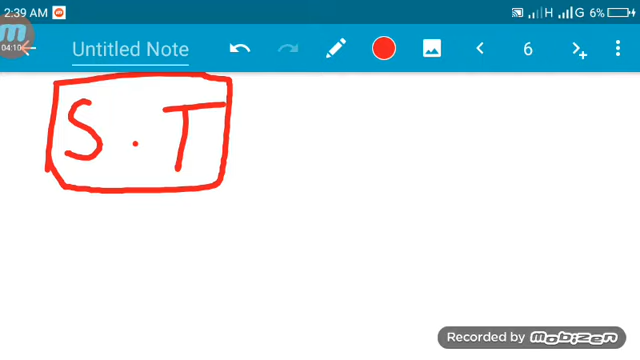 2:39 AM H G 6%
04:10
Untitled Note 6
S.T
Recorded by mobizen